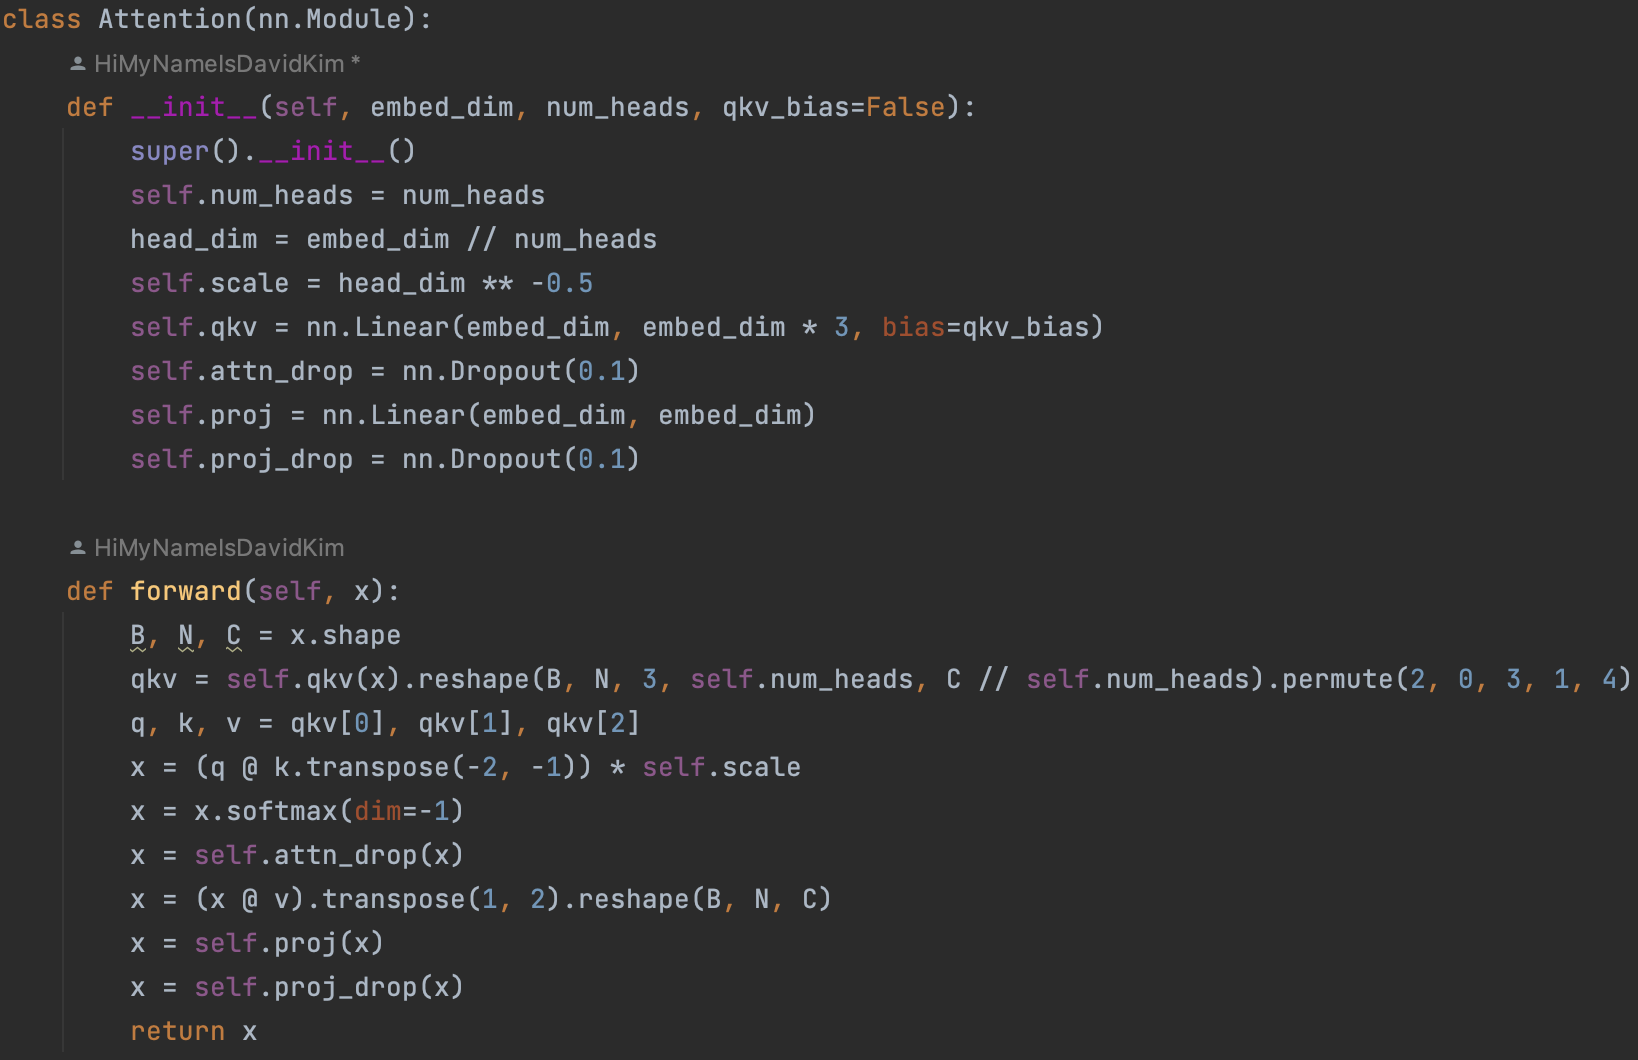 class Attention(nn.Module):
HiMyNameIsDavidKim *
def __init__(self, embed_dim, num_heads, qkv_bias=False):
super().__init__()
self.num_heads = num_heads
head_dim = embed_dim // num_heads
self.scale = head_dim ** -0.5
self.qkv = nn.Linear(embed_dim, embed_dim * 3, bias=qkv_bias)
self.attn_drop = nn.Dropout(0.1)
self.proj = nn.Linear(embed_dim, embed_dim)
self.proj_drop = nn.Dropout(0.1)
HiMyNameIsDavidKim
def forward(self, x):
B, N, C = x.shape
qkv = self.qkv(x).reshape(B, N, 3, self.num_heads, C // self.num_heads).permute(2, 0, 3, 1, 4)
q, k, v = qkv[0], qkv[1], qkv[2]
x = (q @ k.transpose(-2, -1)) * self.scale
x = x.softmax(dim=-1)
x = self.attn_drop(x)
x = (x @ v).transpose(1, 2).reshape(B, N, C)
x = self.proj(x)
x = self.proj_drop(x)
return x